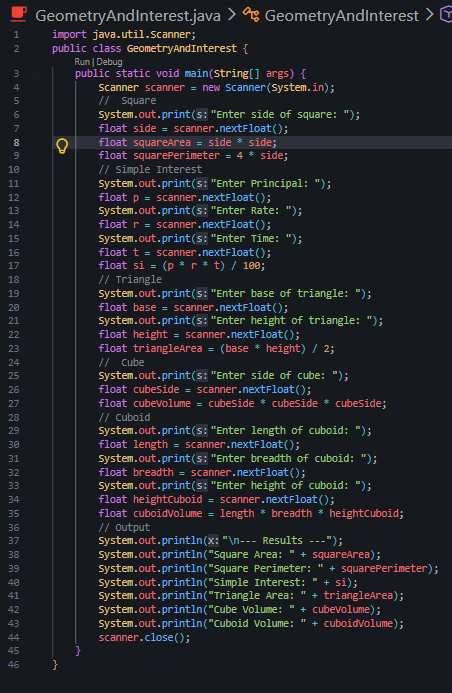 GeometryAndInterest.java > GeometryAndInterest >
1 import java.util.Scanner;
2 public class GeometryAndInterest {
Run | Debug
3 public static void main(String[] args) {
4 Scanner scanner = new Scanner(System.in);
5 //  Square
6 System.out.print(s:"Enter side of square: ");
7 float side = scanner.nextFloat();
8 float squareArea = side * side;
9 float squarePerimeter = 4 * side;
10 // Simple Interest
11 System.out.print(s:"Enter Principal: ");
12 float p = scanner.nextFloat();
13 System.out.print(s:"Enter Rate: ");
14 float r = scanner.nextFloat();
15 System.out.print(s:"Enter Time: ");
16 float t = scanner.nextFloat();
17 float si = (p * r * t) / 100;
18 // Triangle
19 System.out.print(s:"Enter base of triangle: ");
20 float base = scanner.nextFloat();
21 System.out.print(s:"Enter height of triangle: ");
22 float height = scanner.nextFloat();
23 float triangleArea = (base * height) / 2;
24 //  Cube
25 System.out.print(s:"Enter side of cube: ");
26 float cubeSide = scanner.nextFloat();
27 float cubeVolume = cubeSide * cubeSide * cubeSide;
28 // Cuboid
29 System.out.print(s:"Enter length of cuboid: ");
30 float length = scanner.nextFloat();
31 System.out.print(s:"Enter breadth of cuboid: ");
32 float breadth = scanner.nextFloat();
33 System.out.print(s:"Enter height of cuboid: ");
34 float heightCuboid = scanner.nextFloat();
35 float cuboidVolume = length * breadth * heightCuboid;
36 // Output
37 System.out.println(x:"\n--- Results ---");
38 System.out.println("Square Area: " + squareArea);
39 System.out.println("Square Perimeter: " + squarePerimeter);
40 System.out.println("Simple Interest: " + si);
41 System.out.println("Triangle Area: " + triangleArea);
42 System.out.println("Cube Volume: " + cubeVolume);
43 System.out.println("Cuboid Volume: " + cuboidVolume);
44 scanner.close();
45 }
46 }